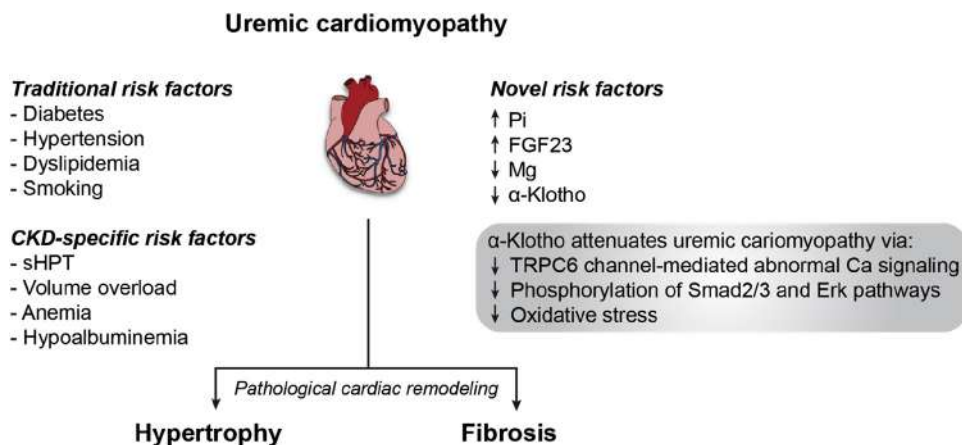 Uremic cardiomyopathy
Traditional risk factors
- Diabetes
- Hypertension
- Dyslipidemia
- Smoking
CKD-specific risk factors
- sHPT
- Volume overload
- Anemia
- Hypoalbuminemia
Novel risk factors
↑ Pi
↑ FGF23
↓ Mg
↓ α-Klotho
α-Klotho attenuates uremic cariomyopathy via:
↓ TRPC6 channel-mediated abnormal Ca signaling
↓ Phosphorylation of Smad2/3 and Erk pathways
↓ Oxidative stress
Pathological cardiac remodeling
Hypertrophy
Fibrosis